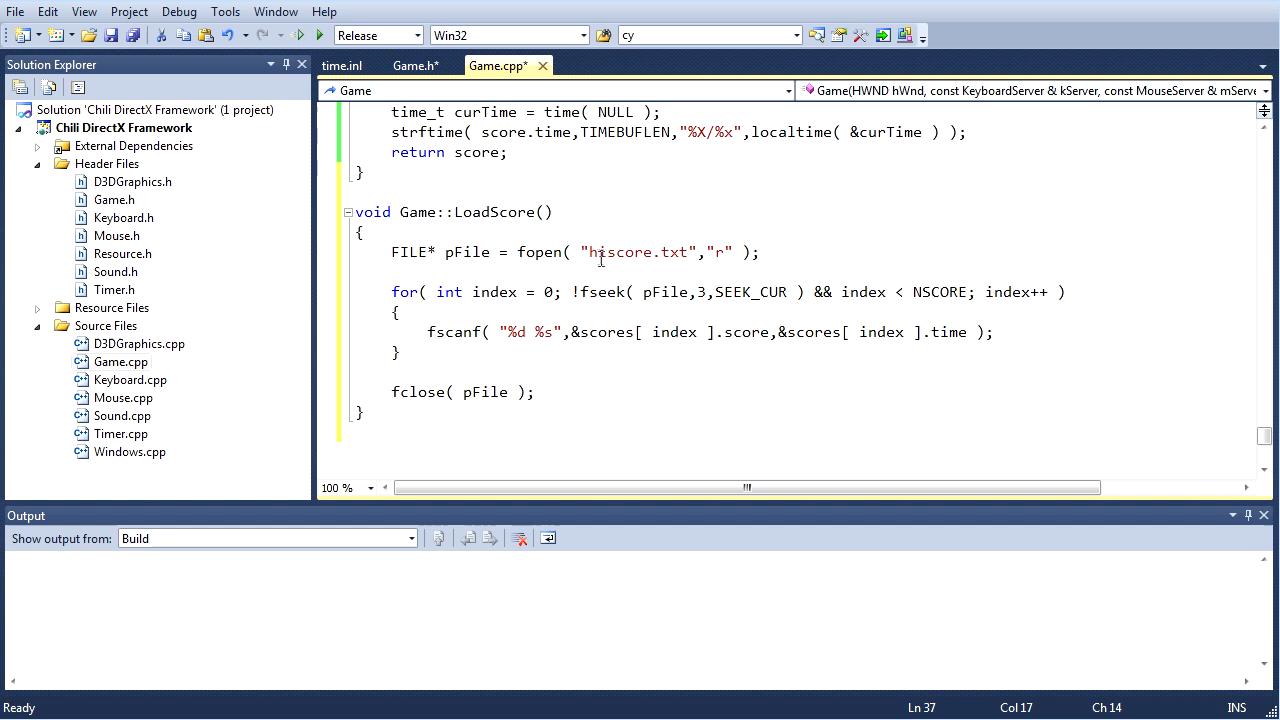 File Edit View Project Debug Tools Window Help
Release Win32 cy
Solution Explorer
time.inl Game.h* Game.cpp*
Game Game(HWND hWnd, const KeyboardServer & kServer, const MouseServer & mServe
Solution 'Chili DirectX Framework' (1 project)
Chili DirectX Framework
External Dependencies
Header Files
D3DGraphics.h
Game.h
Keyboard.h
Mouse.h
Resource.h
Sound.h
Timer.h
Resource Files
Source Files
D3DGraphics.cpp
Game.cpp
Keyboard.cpp
Mouse.cpp
Sound.cpp
Timer.cpp
Windows.cpp
time_t curTime = time( NULL );
strftime( score.time,TIMEBUFLEN,"%X/%x",localtime( &curTime ) );
return score;
}
void Game::LoadScore()
{
FILE* pFile = fopen( "hiscore.txt","r" );
for( int index = 0; !fseek( pFile,3,SEEK_CUR ) && index < NSCORE; index++ )
{
fscanf( "%d %s",&scores[ index ].score,&scores[ index ].time );
}
fclose( pFile );
}
100 %
Output
Show output from: Build
Ready Ln 37 Col 17 Ch 14 INS